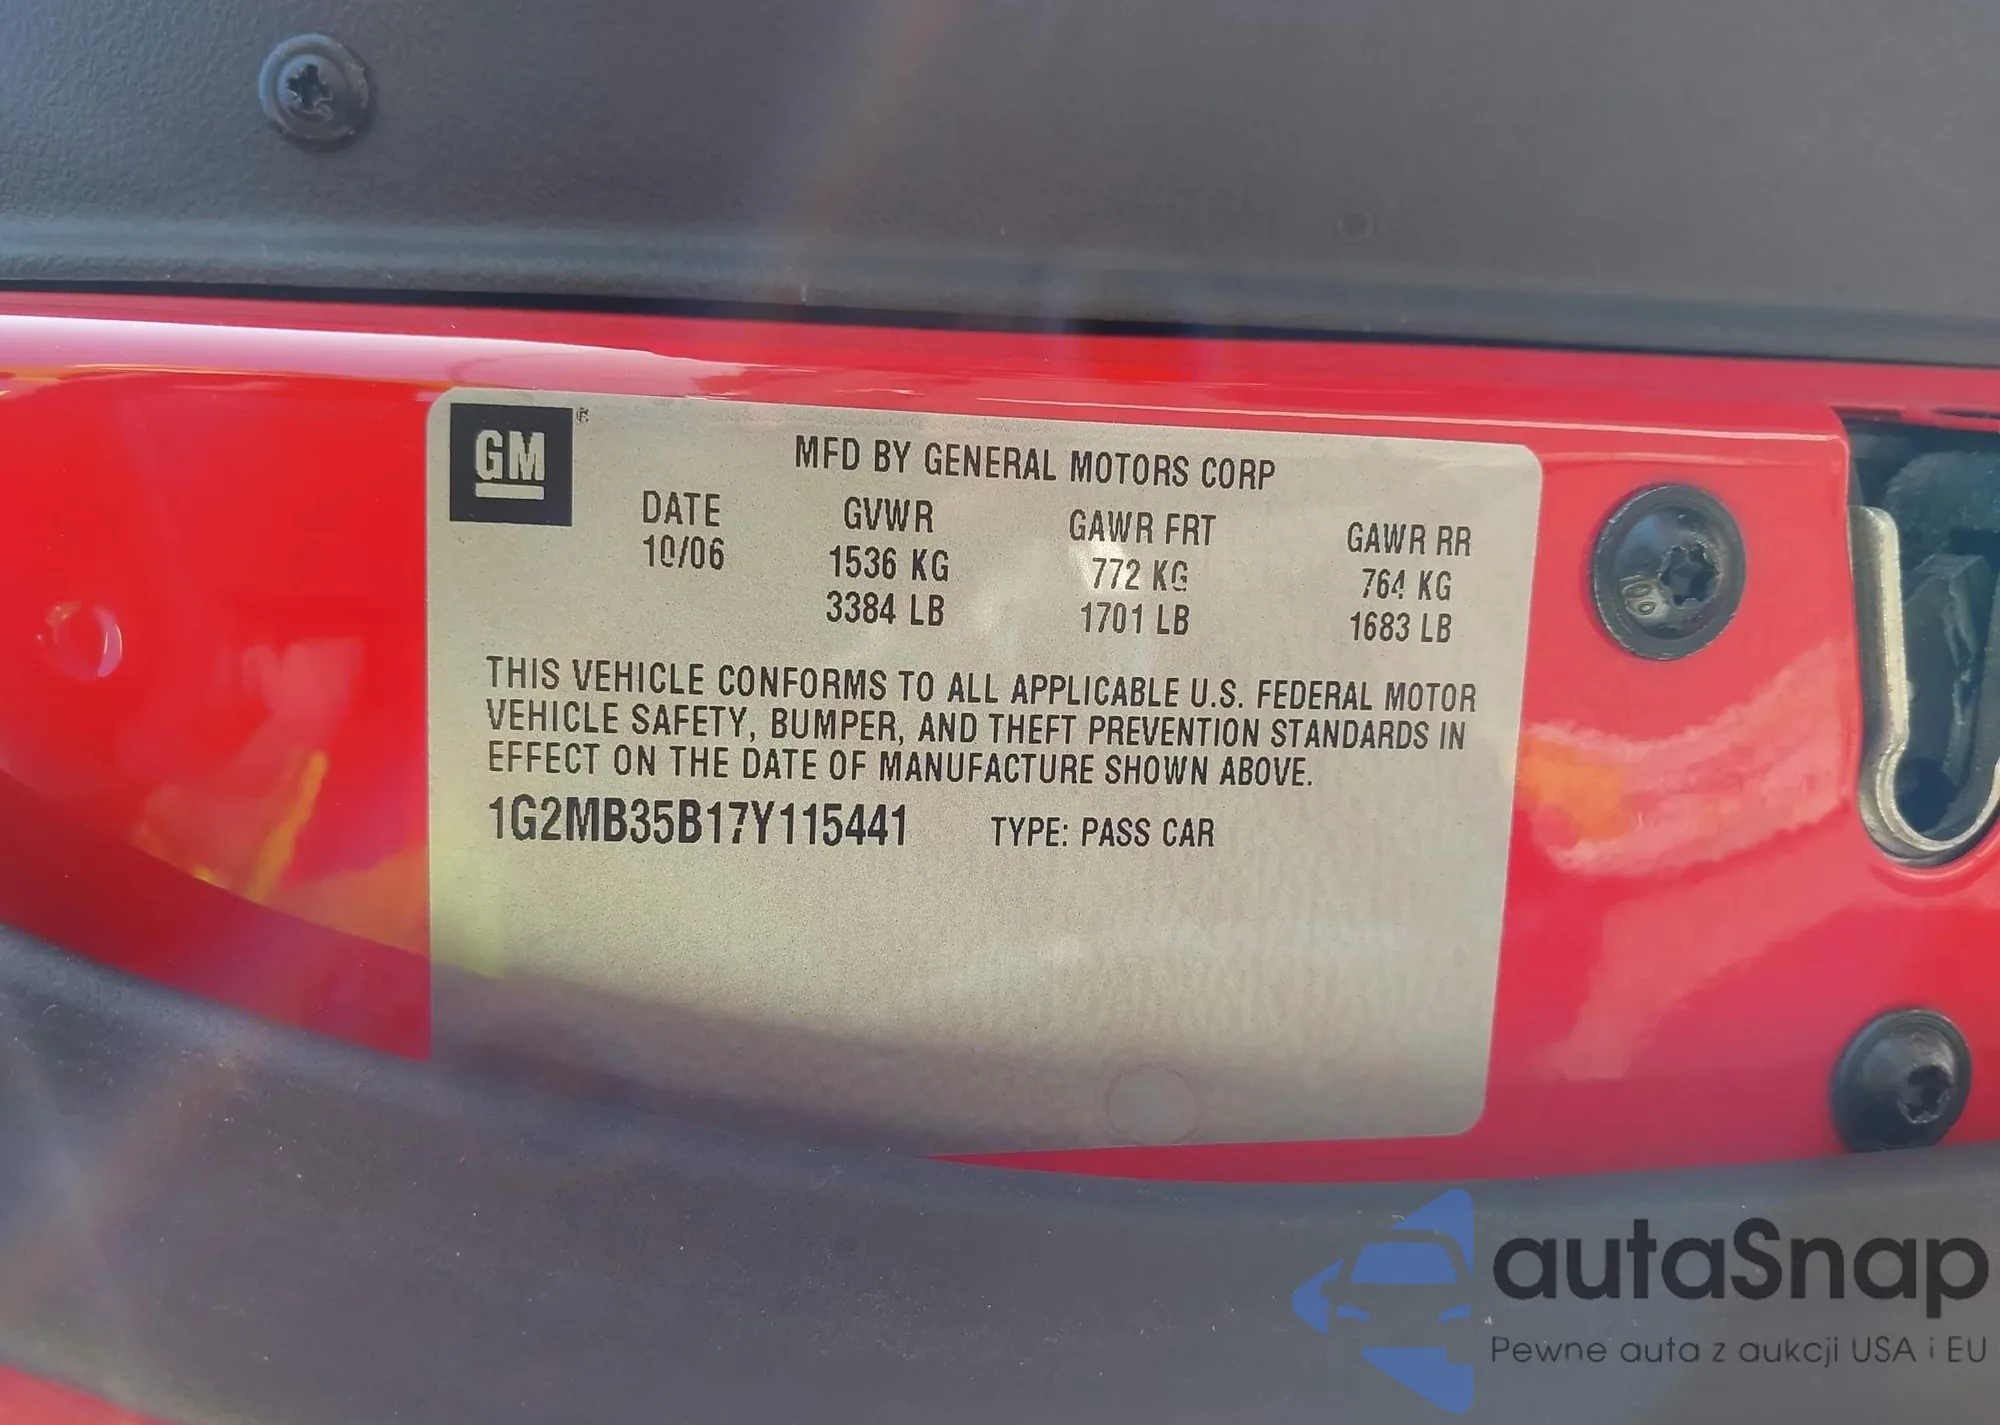 GM
MFD BY GENERAL MOTORS CORP
DATE GVWR GAWR FRT GAWR RR
10/06 1536 KG 772 KG 764 KG
3384 LB 1701 LB 1683 LB
THIS VEHICLE CONFORMS TO ALL APPLICABLE U.S. FEDERAL MOTOR
VEHICLE SAFETY, BUMPER, AND THEFT PREVENTION STANDARDS IN
EFFECT ON THE DATE OF MANUFACTURE SHOWN ABOVE.
1G2MB35B17Y115441 TYPE: PASS CAR
autaSnap
Pewne auta z aukcji USA i EU